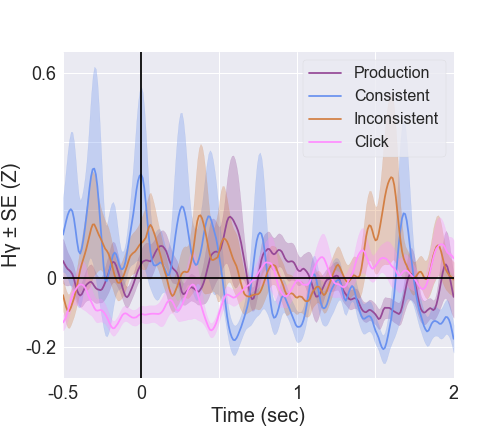 Hγ ± SE (Z)
0.6
0
-0.2
Production
Consistent
Inconsistent
Click
-0.5
0
1
2
Time (sec)